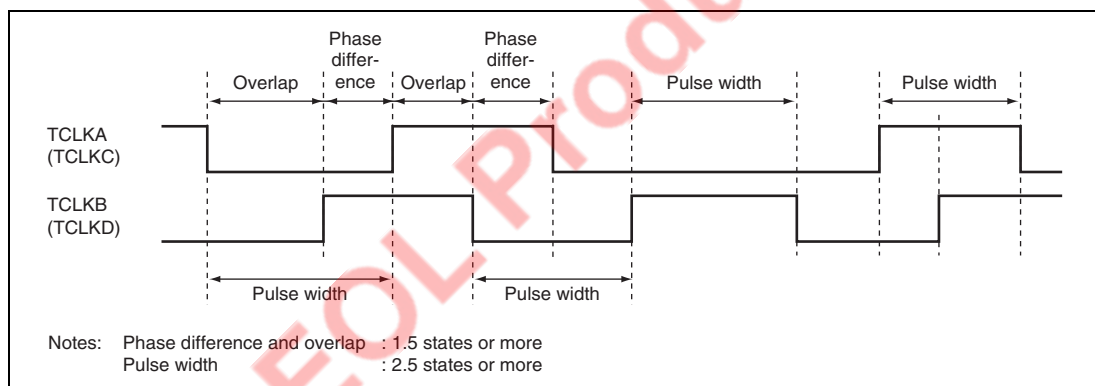 Phase
differ-
ence
Phase
differ-
ence
Overlap
Overlap
Pulse width
Pulse width
TCLKA
(TCLKC)
TCLKB
(TCLKD)
Pulse width
Pulse width
Notes: Phase difference and overlap : 1.5 states or more
Pulse width : 2.5 states or more
EOL Produ